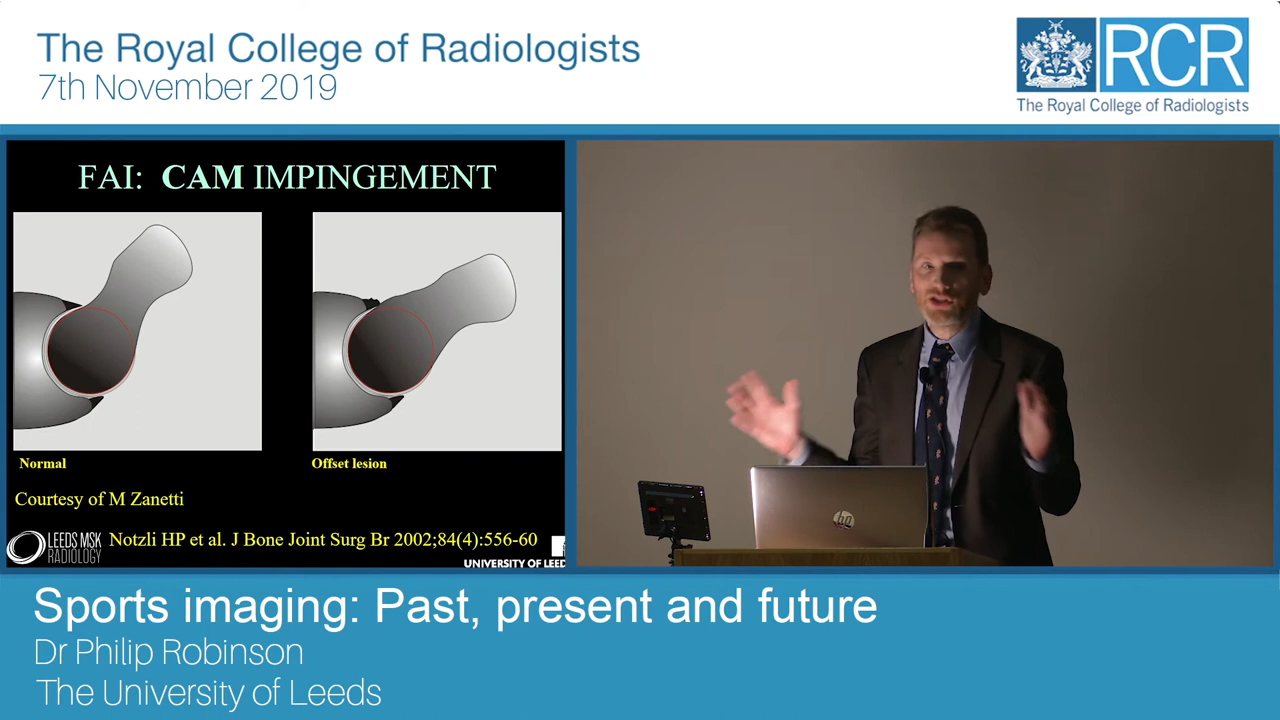 The Royal College of Radiologists
7th November 2019
RCR
The Royal College of Radiologists
FAI: CAM IMPINGEMENT
Normal
Offset lesion
Courtesy of M Zanetti
LEEDS MSK
RADIOLOGY
Notzli HP et al. J Bone Joint Surg Br 2002;84(4):556-60
UNIVERSITY OF LEED
hp
Sports imaging: Past, present and future
Dr Philip Robinson
The University of Leeds